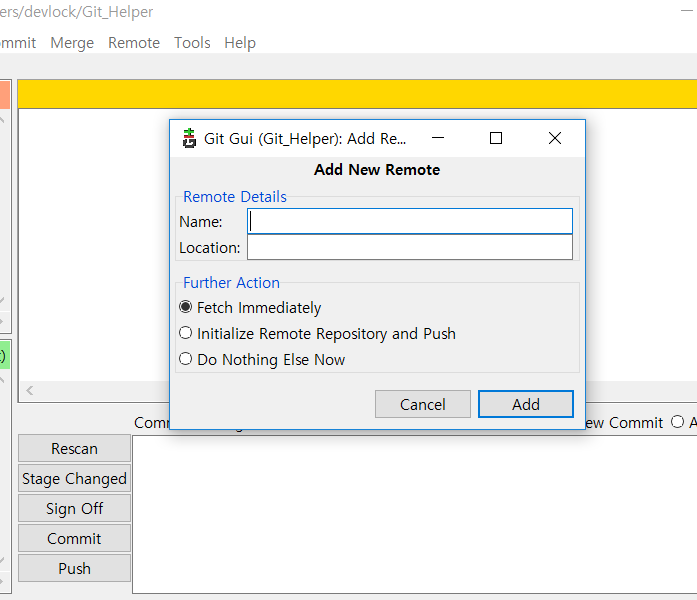 ers/devlock/Git_Helper
ommit Merge Remote Tools Help
Git Gui (Git_Helper): Add Re...
Add New Remote
Remote Details
Name:
Location:
Further Action
Fetch Immediately
Initialize Remote Repository and Push
Do Nothing Else Now
Cancel Add
Comm ew Commit A
Rescan
Stage Changed
Sign Off
Commit
Push